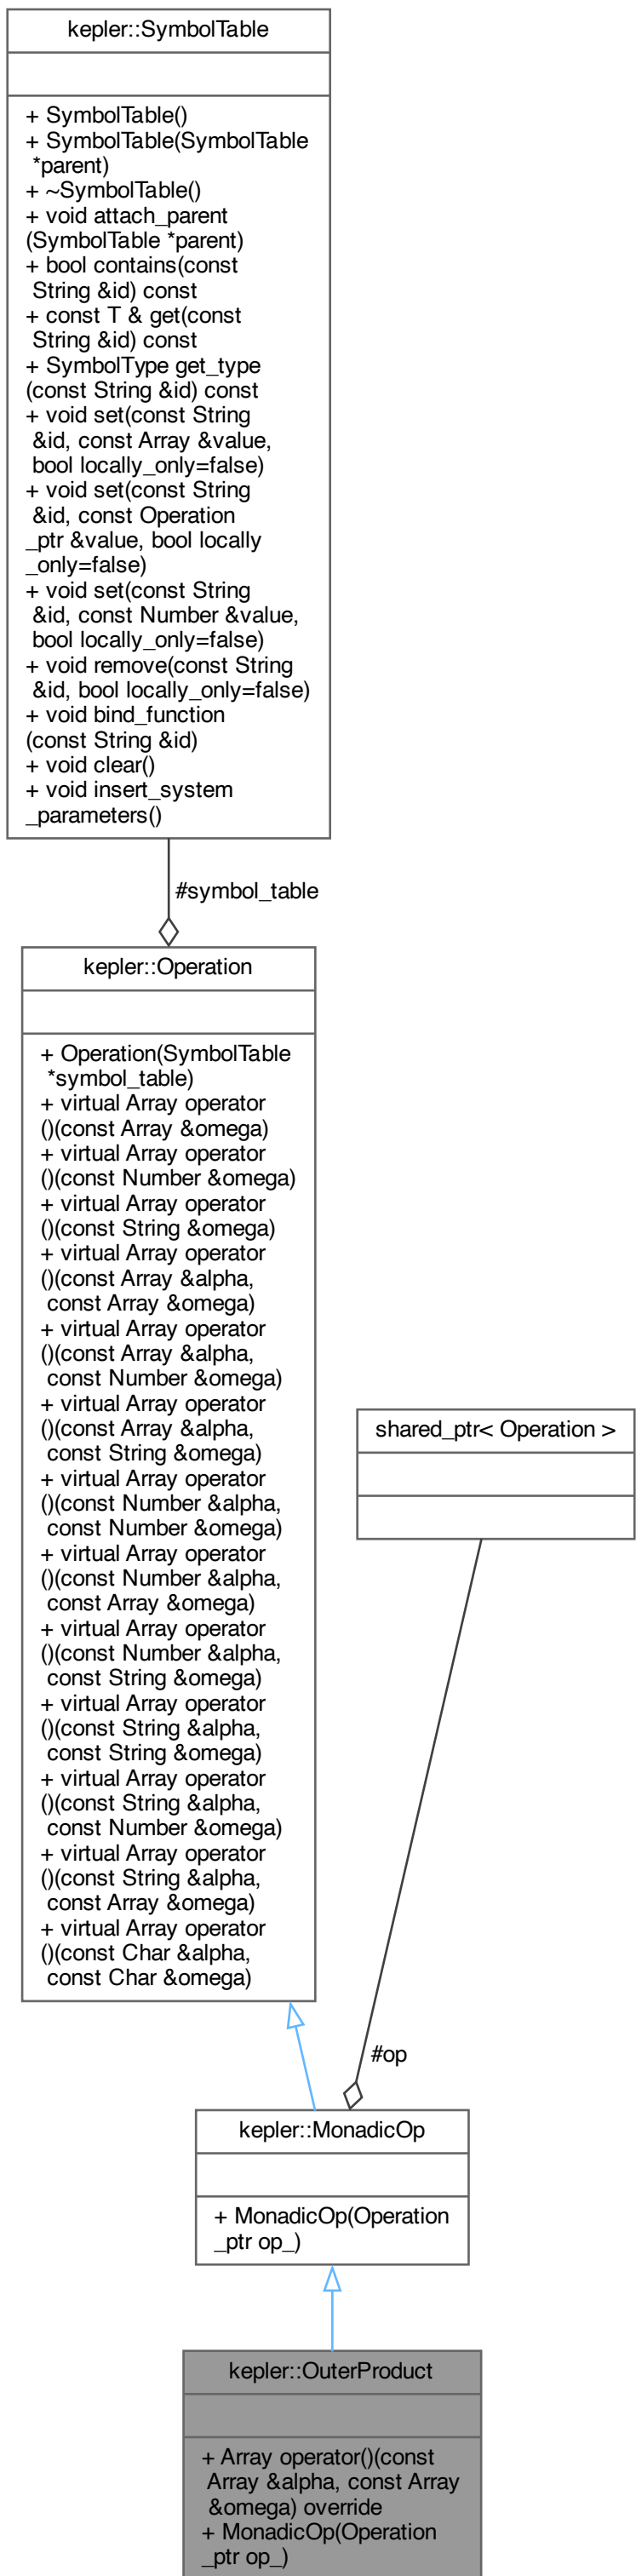 kepler::SymbolTable
+ SymbolTable()
+ SymbolTable(SymbolTable
*parent)
+ ~SymbolTable()
+ void attach_parent
(SymbolTable *parent)
+ bool contains(const
String &id) const
+ const T & get(const
String &id) const
+ SymbolType get_type
(const String &id) const
+ void set(const String
&id, const Array &value,
bool locally_only=false)
+ void set(const String
&id, const Operation
_ptr &value, bool locally
_only=false)
+ void set(const String
&id, const Number &value,
bool locally_only=false)
+ void remove(const String
&id, bool locally_only=false)
+ void bind_function
(const String &id)
+ void clear()
+ void insert_system
_parameters()
#symbol_table
kepler::Operation
+ Operation(SymbolTable
*symbol_table)
+ virtual Array operator
()(const Array &omega)
+ virtual Array operator
()(const Number &omega)
+ virtual Array operator
()(const String &omega)
+ virtual Array operator
()(const Array &alpha,
const Array &omega)
+ virtual Array operator
()(const Array &alpha,
const Number &omega)
+ virtual Array operator
()(const Array &alpha,
const String &omega)
+ virtual Array operator
()(const Number &alpha,
const Number &omega)
+ virtual Array operator
()(const Number &alpha,
const Array &omega)
+ virtual Array operator
()(const Number &alpha,
const String &omega)
+ virtual Array operator
()(const String &alpha,
const String &omega)
+ virtual Array operator
()(const String &alpha,
const Number &omega)
+ virtual Array operator
()(const String &alpha,
const Array &omega)
+ virtual Array operator
()(const Char &alpha,
const Char &omega)
shared_ptr< Operation >
#op
kepler::MonadicOp
+ MonadicOp(Operation
_ptr op_)
kepler::OuterProduct
+ Array operator()(const
Array &alpha, const Array
&omega) override
+ MonadicOp(Operation
_ptr op_)